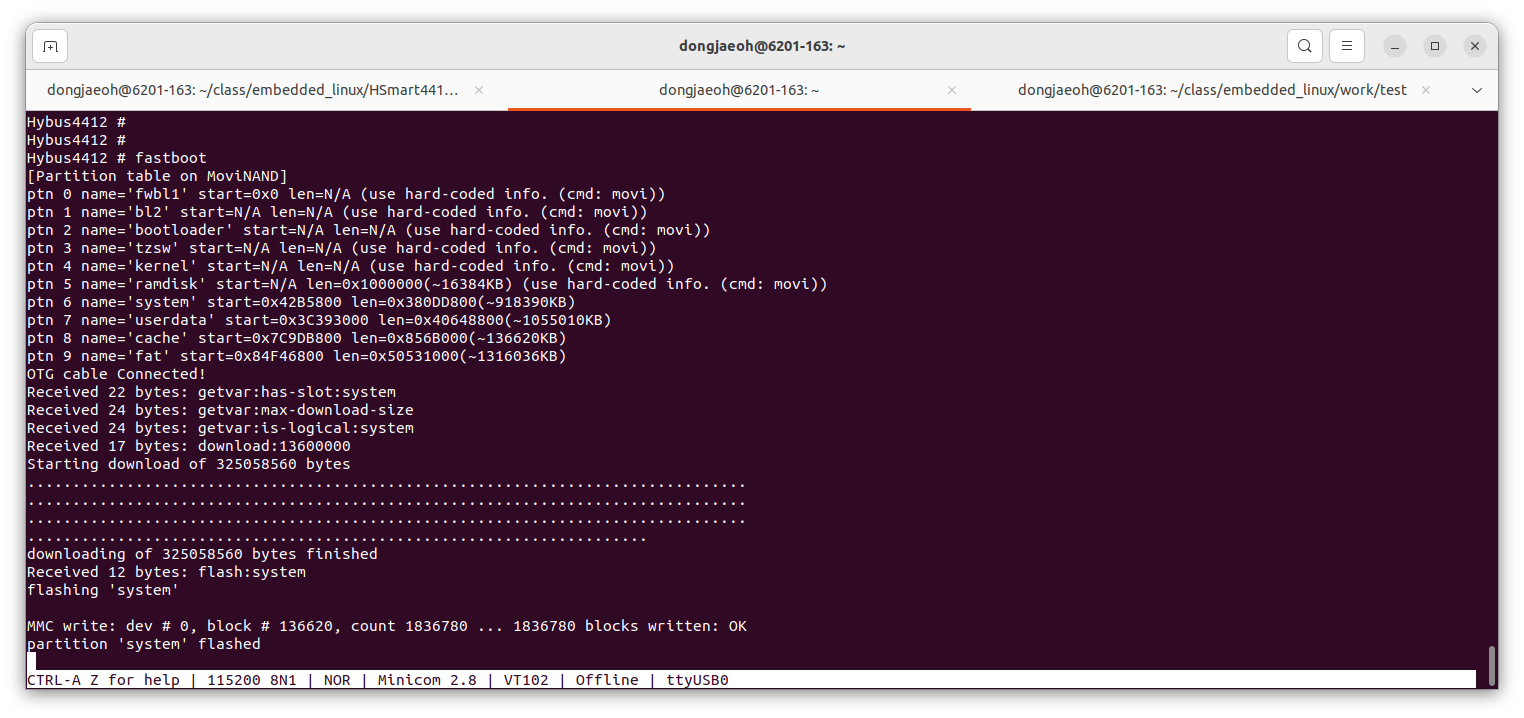 dongjaeoh@6201-163: ~
dongjaeoh@6201-163: ~/class/embedded_linux/HSmart441...
dongjaeoh@6201-163: ~
dongjaeoh@6201-163: ~/class/embedded_linux/work/test
Hybus4412 #
Hybus4412 #
Hybus4412 # fastboot
[Partition table on MoviNAND]
ptn 0 name='fwbl1' start=0x0 len=N/A (use hard-coded info. (cmd: movi))
ptn 1 name='bl2' start=N/A len=N/A (use hard-coded info. (cmd: movi))
ptn 2 name='bootloader' start=N/A len=N/A (use hard-coded info. (cmd: movi))
ptn 3 name='tzsw' start=N/A len=N/A (use hard-coded info. (cmd: movi))
ptn 4 name='kernel' start=N/A len=N/A (use hard-coded info. (cmd: movi))
ptn 5 name='ramdisk' start=N/A len=0x1000000(~16384KB) (use hard-coded info. (cmd: movi))
ptn 6 name='system' start=0x42B5800 len=0x380DD800(~918390KB)
ptn 7 name='userdata' start=0x3C393000 len=0x40648800(~1055010KB)
ptn 8 name='cache' start=0x7C9DB800 len=0x856B000(~136620KB)
ptn 9 name='fat' start=0x84F46800 len=0x50531000(~1316036KB)
OTG cable Connected!
Received 22 bytes: getvar:has-slot:system
Received 24 bytes: getvar:max-download-size
Received 24 bytes: getvar:is-logical:system
Received 17 bytes: download:13600000
Starting download of 325058560 bytes
................................................................................
................................................................................
................................................................................
.....................................................................
downloading of 325058560 bytes finished
Received 12 bytes: flash:system
flashing 'system'
MMC write: dev # 0, block # 136620, count 1836780 ... 1836780 blocks written: OK
partition 'system' flashed
CTRL-A Z for help | 115200 8N1 | NOR | Minicom 2.8 | VT102 | Offline | ttyUSB0